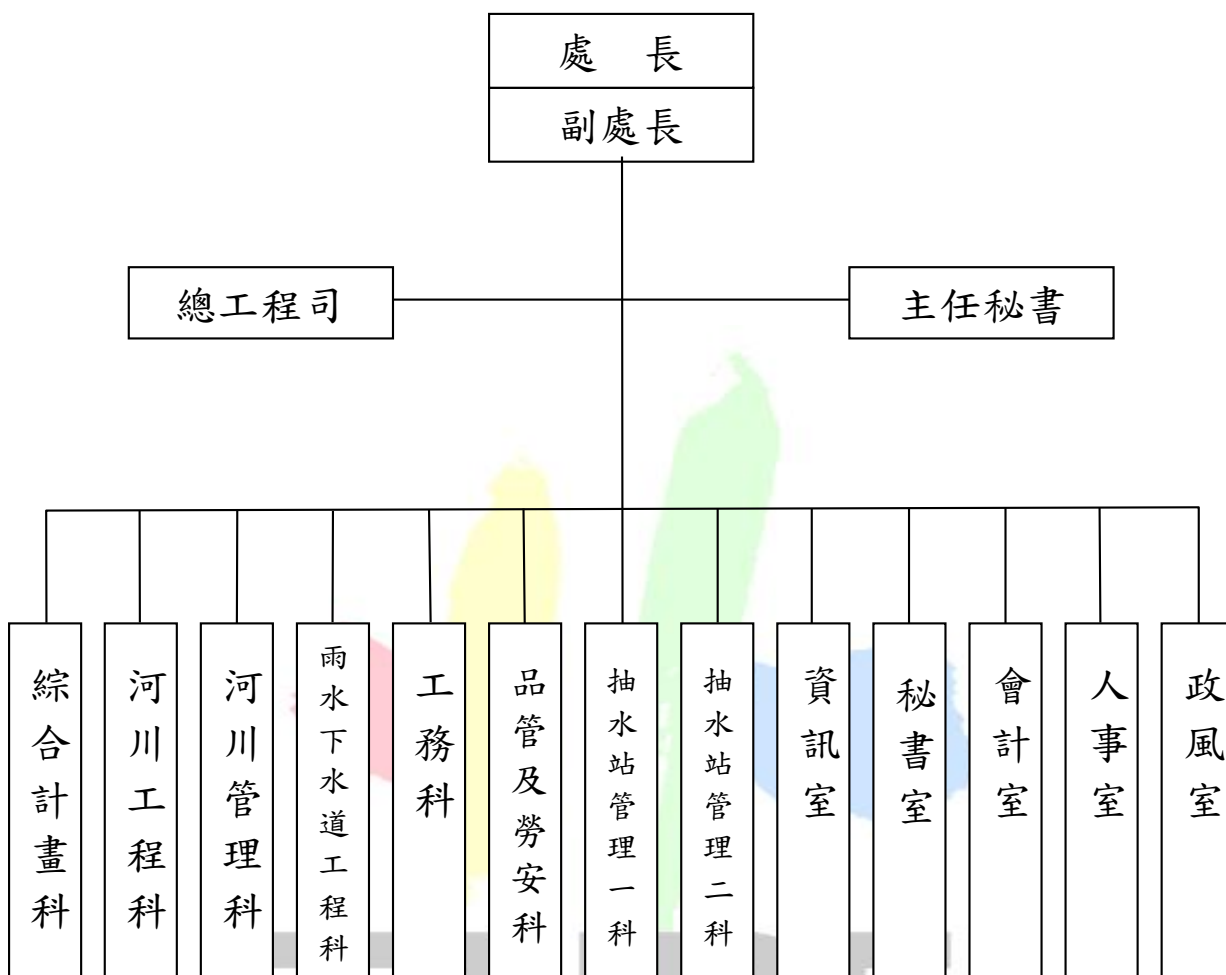 處 長
副處長
總工程司
主任秘書
綜合計畫科
河川工程科
河川管理科
雨水下水道工程科
工務科
品管及勞安科
抽水站管理一科
抽水站管理二科
資訊室
秘書室
會計室
人事室
政風室